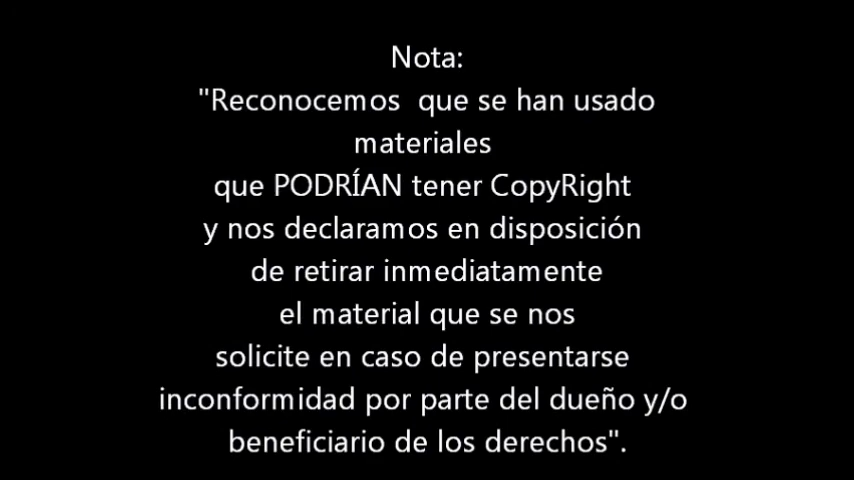 Nota:
"Reconocemos  que se han usado
materiales
que PODRÍAN tener CopyRight
y nos declaramos en disposición
de retirar inmediatamente
el material que se nos
solicite en caso de presentarse
inconformidad por parte del dueño y/o
beneficiario de los derechos".